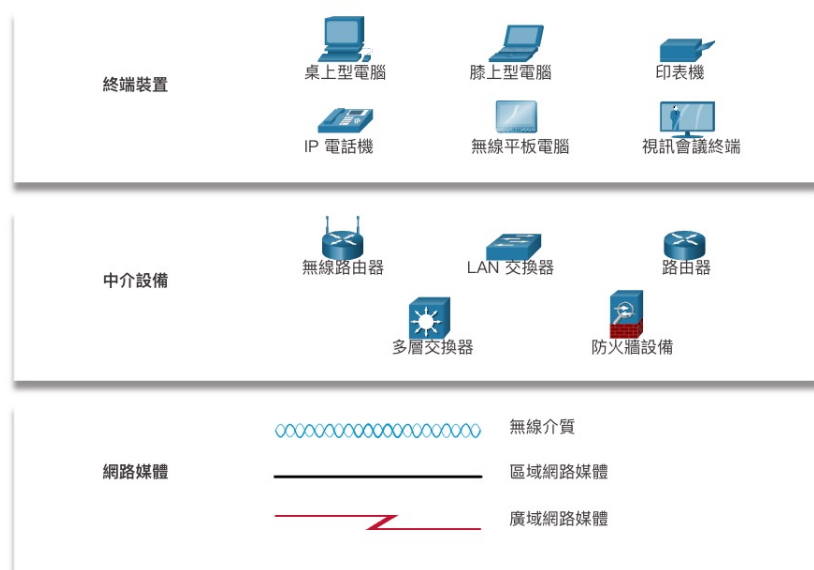 終端裝置
桌上型電腦
膝上型電腦
印表機
IP 電話機
無線平板電腦
視訊會議終端
中介設備
無線路由器
LAN 交換器
路由器
多層交換器
防火牆設備
網路媒體
無線介質
區域網路媒體
廣域網路媒體